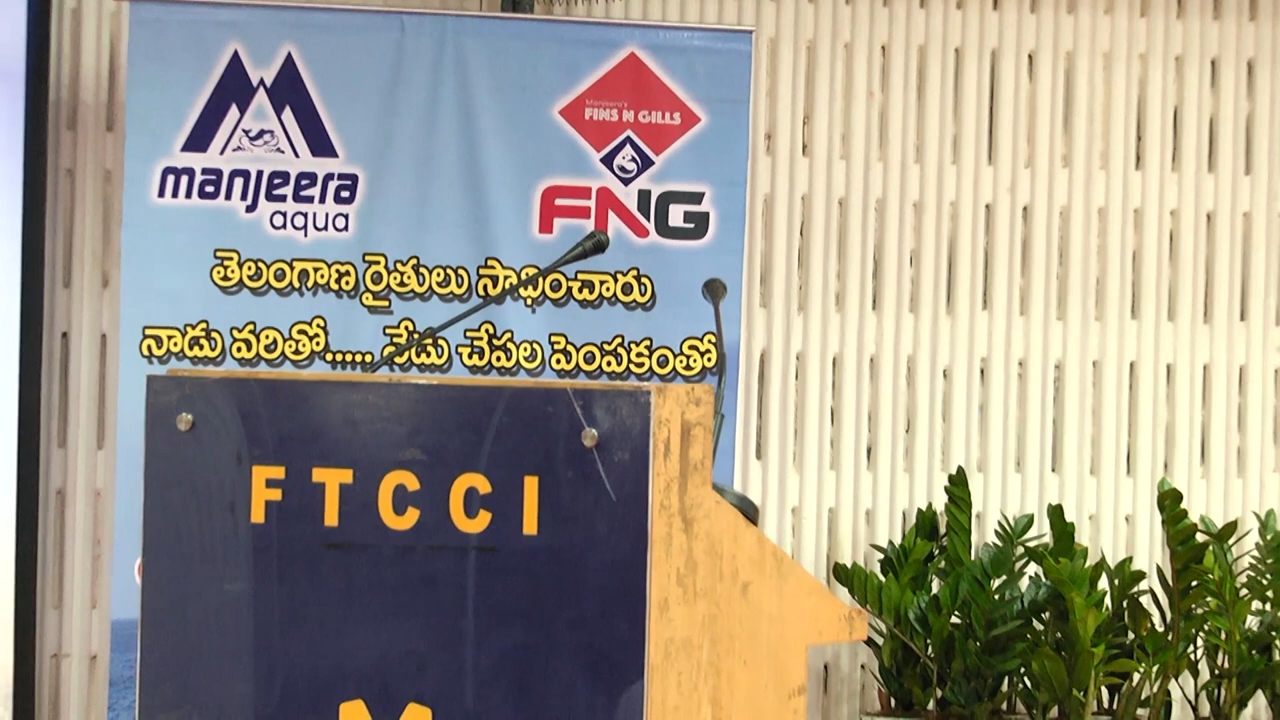 manjeera
aqua
Manjeera's
FINS N GILLS
FNG
తెలంగాణ రైతులు సాధించారు
నాడు వరితో..... నేడు చేపల పెంపకంతో
FTCCI
M